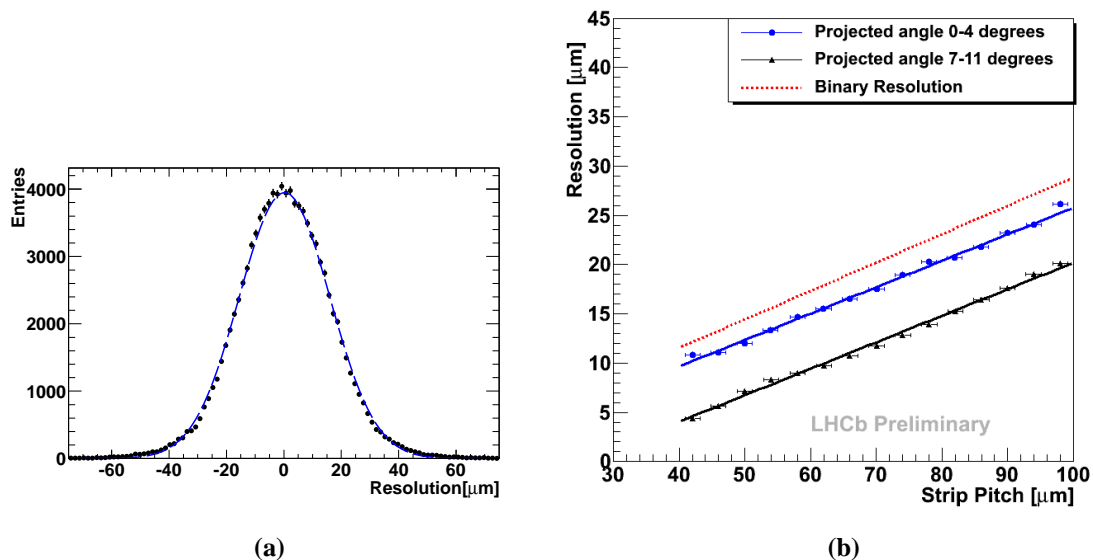 Entries
4000
3000
2000
1000
0
-60 -40 -20 0 20 40 60
Resolution[μm]
(a)
Resolution [μm]
45
40
35
30
25
20
15
10
5
0
Projected angle 0-4 degrees
Projected angle 7-11 degrees
Binary Resolution
LHCb Preliminary
30 40 50 60 70 80 90 100
Strip Pitch [μm]
(b)